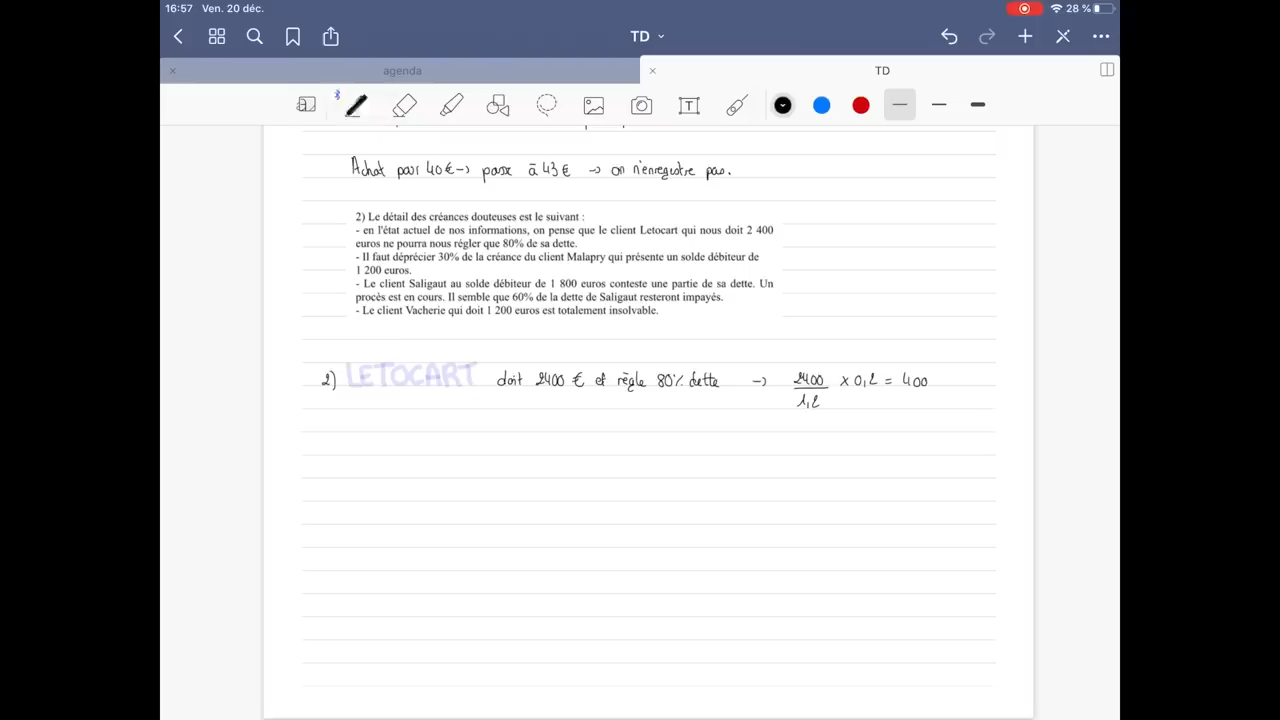 16:57 Ven. 20 déc.
28 %
TD
agenda
TD
Achat pour 40 € → passe à 43 € → on n'enregistre pas.
2) Le détail des créances douteuses est le suivant :
- en l'état actuel de nos informations, on pense que le client Letocart qui nous doit 2 400
euros ne pourra nous régler que 80% de sa dette.
- Il faut déprécier 30% de la créance du client Malapry qui présente un solde débiteur de
1 200 euros.
- Le client Saligaut au solde débiteur de 1 800 euros conteste une partie de sa dette. Un
procès est en cours. Il semble que 60% de la dette de Saligaut resteront impayés.
- Le client Vacherie qui doit 1 200 euros est totalement insolvable.
2) LETOCART doit 2400 € et règle 80% dette → 2400 × 0,2 = 400
1,2